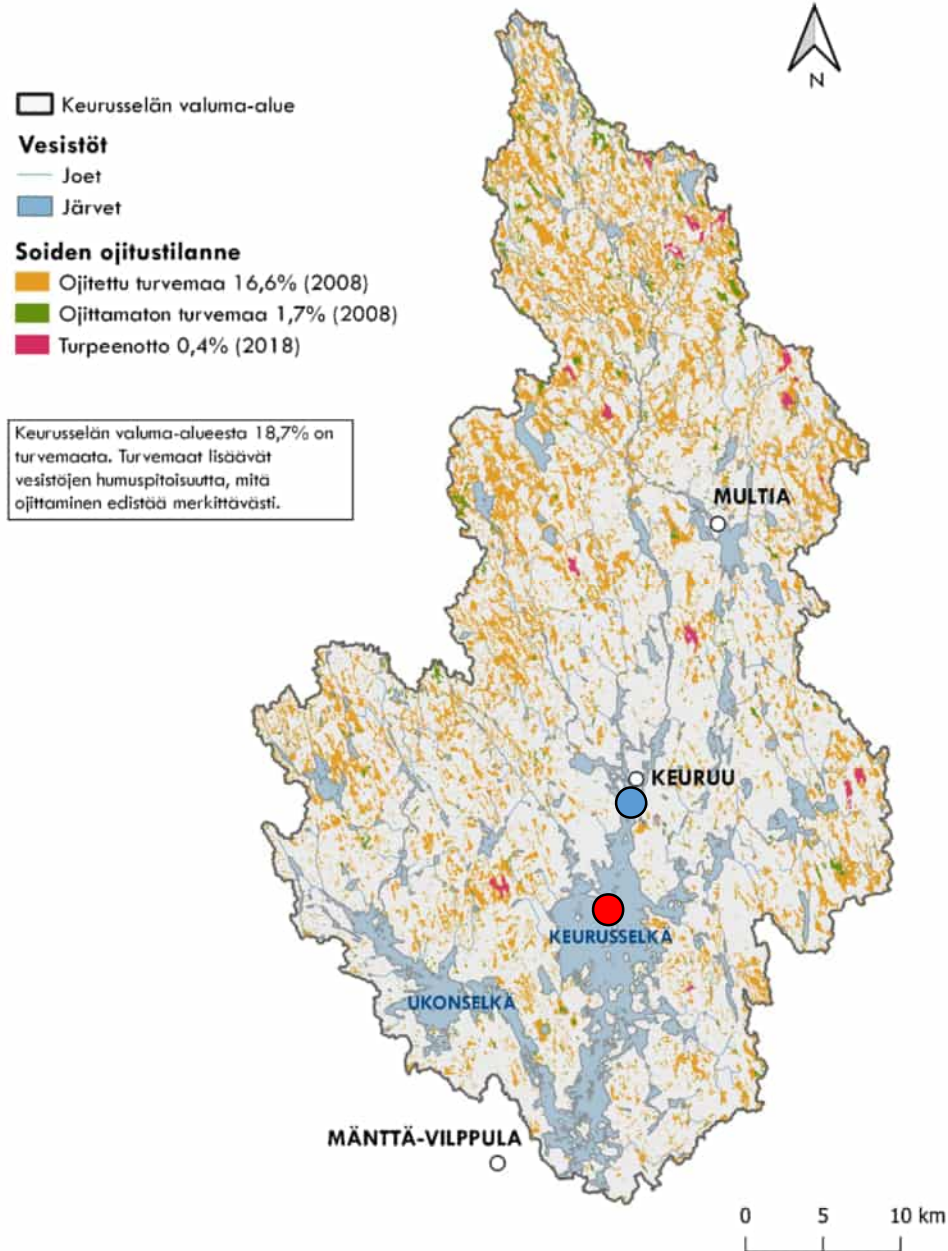 N
Keurusselän valuma-alue
Vesistöt
Joet
Järvet
Soiden ojitustilanne
Ojitettu turvemaa 16,6% (2008)
Ojittamaton turvemaa 1,7% (2008)
Turpeenotto 0,4% (2018)
Keurusselän valuma-alueesta 18,7% on
turvemaata. Turvemaat lisäävät
vesistöjen humuspitoisuutta, mitä
ojittaminen edistää merkittävästi.
MULTIA
KEURUU
KEURUSSELKÄ
UKONSELKÄ
MÄNTTÄ-VILPPULA
0 5 10 km